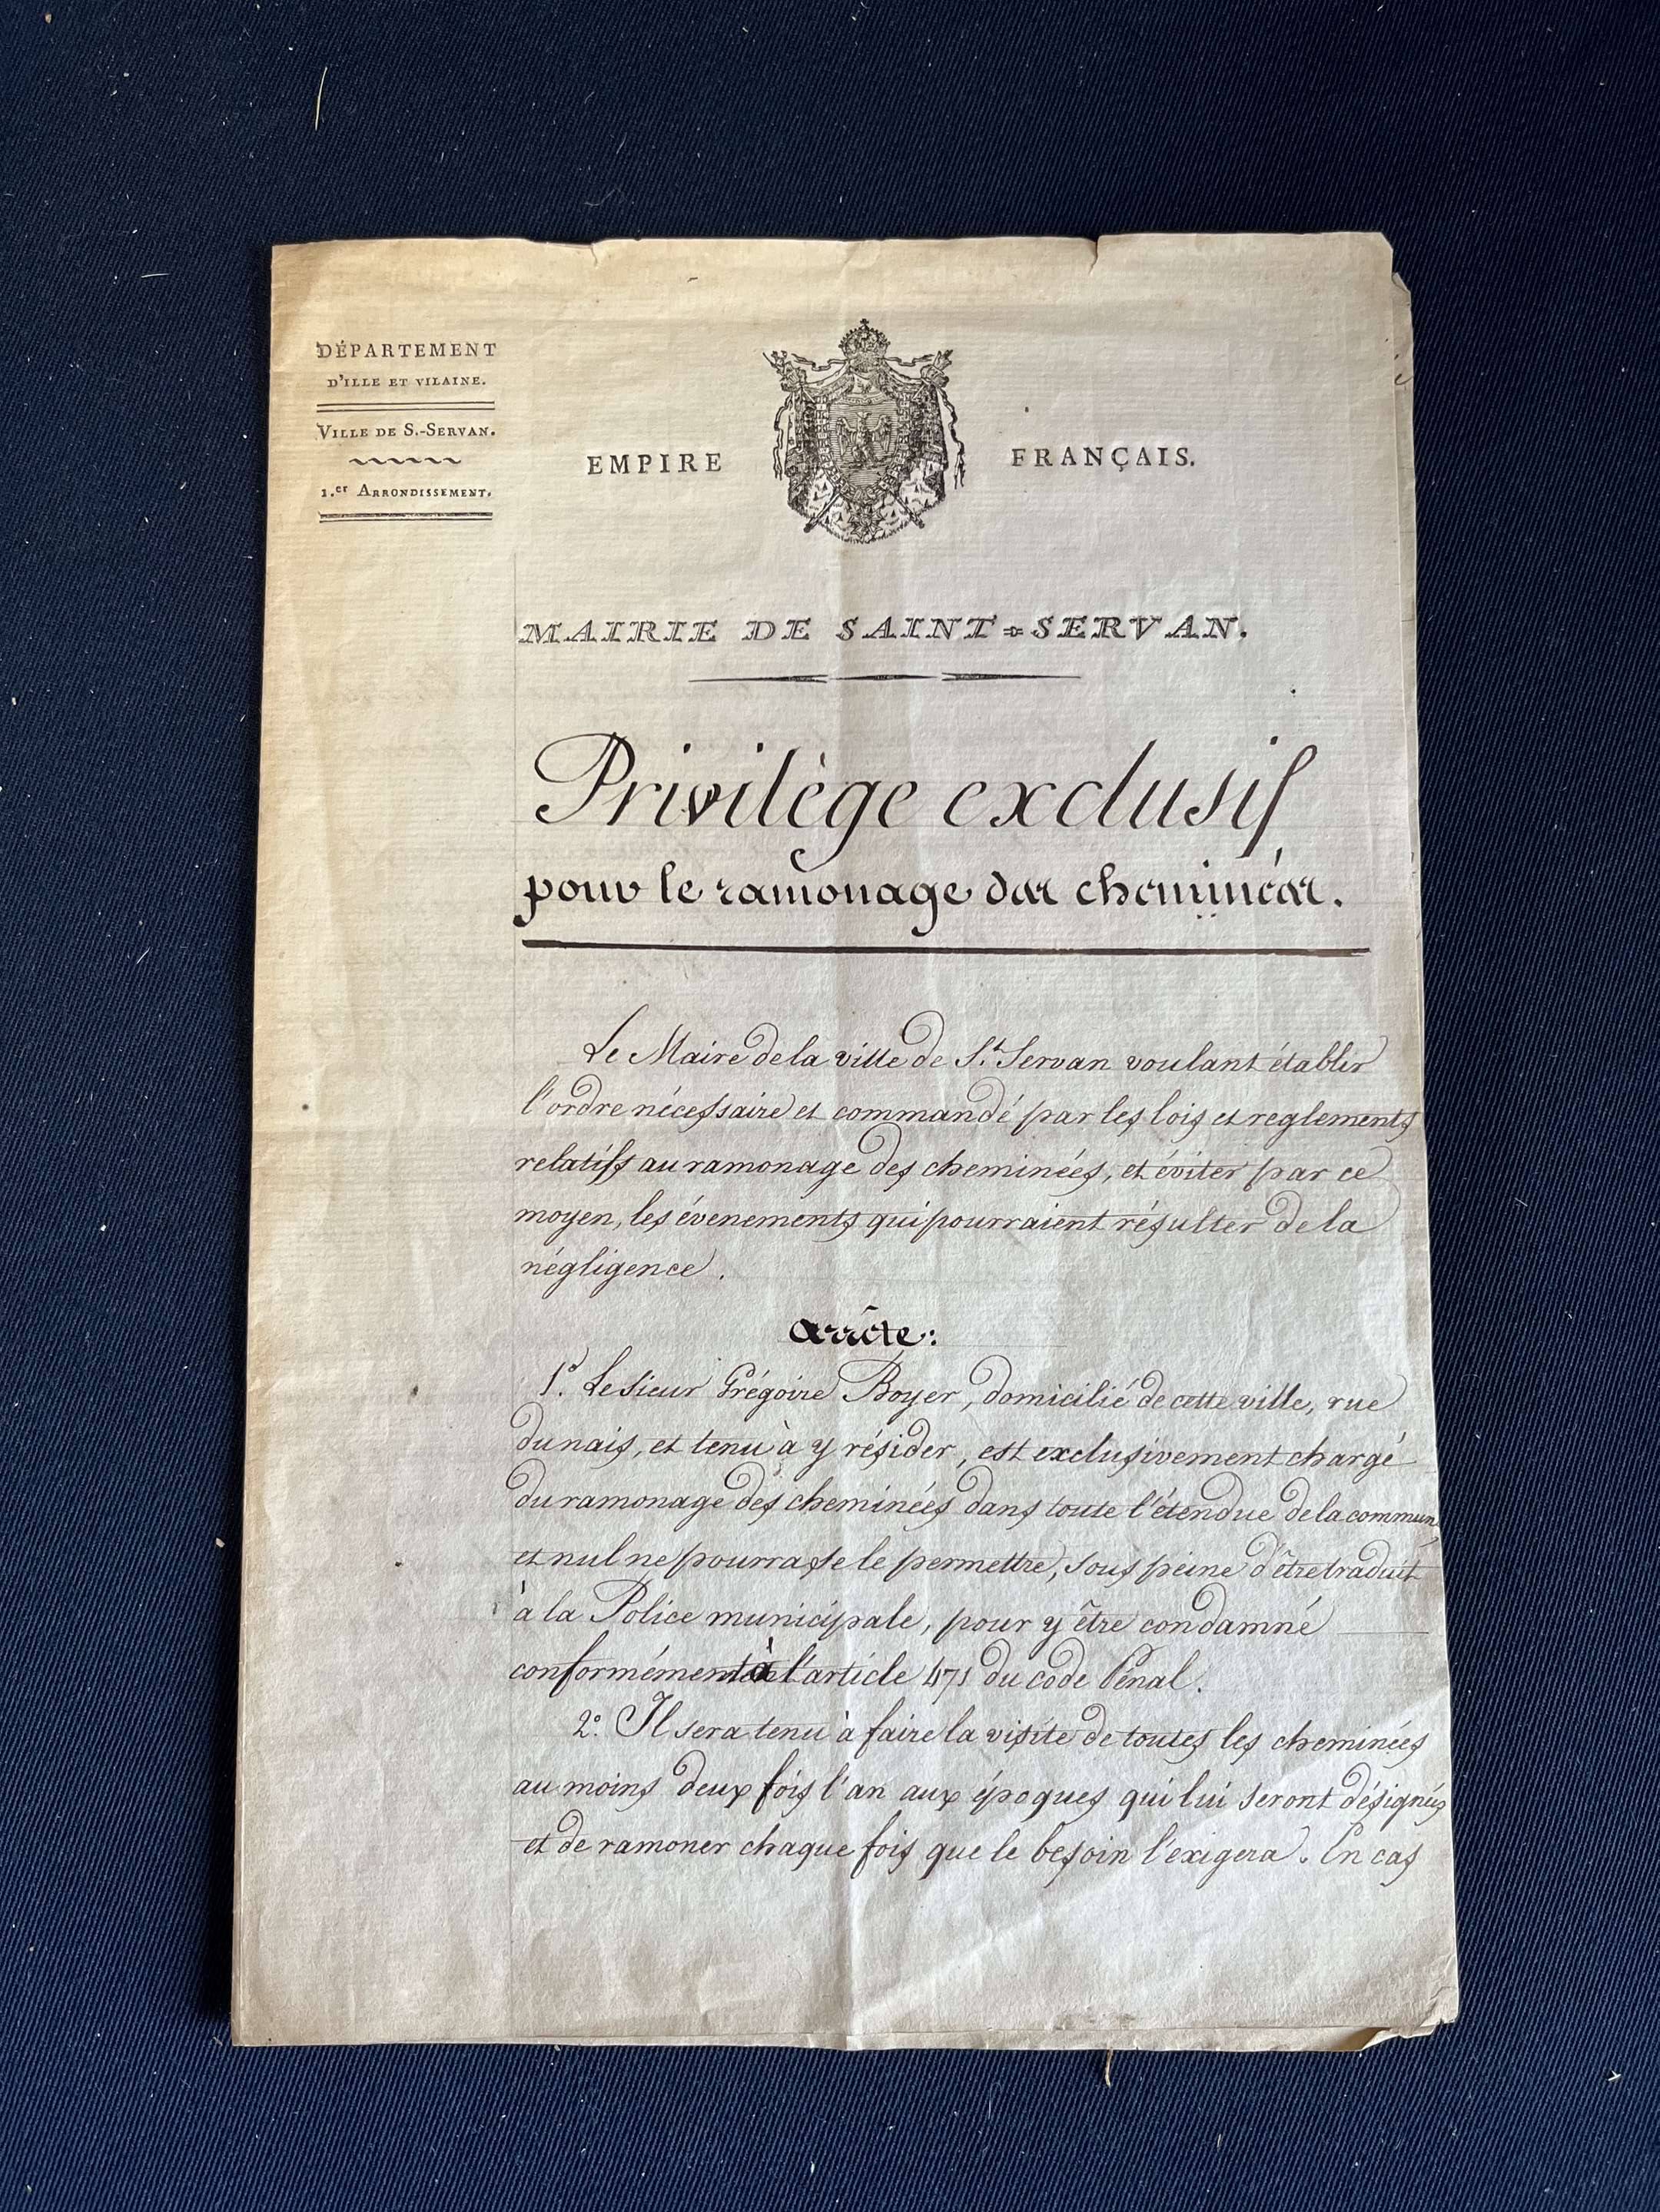 DÉPARTEMENT
D'ILLE ET VILAINE.
VILLE DE S.-SERVAN.
1.er ARRONDISSEMENT.
EMPIRE FRANÇAIS.
MAIRIE DE SAINT=SERVAN.
Privilège exclusif
pour le ramonage des cheminées.
Le Maire de la ville de S.t Servan voulant établir
l'ordre nécessaire et commandé par les lois et reglements
relatifs au ramonage des cheminées, et éviter par ce
moyen, les évenements qui pourraient résulter de la
négligence.
arrête:
1.o Le sieur Grégoire Boyer, domicilié de cette ville, rue
dunais, et tenu à y résider, est exclusivement chargé
du ramonage des cheminées dans toute l'étendue de la commune
et nul ne pourra se le permettre, sous peine d'être traduit
à la Police municipale, pour y être condamné
conformément à l'article 471 du code Pénal.
2.o Il sera tenu à faire la visite de toutes les cheminées
au moins deux fois l'an aux époques qui lui seront désignés
et de ramoner chaque fois que le besoin l'exigera. En cas